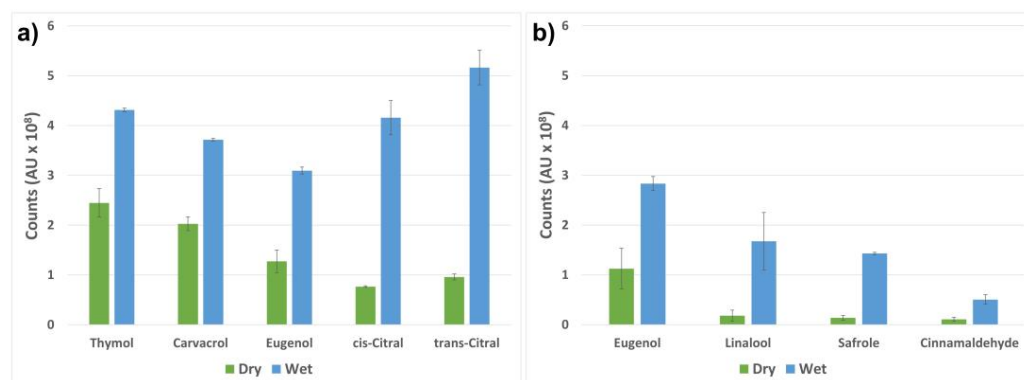 a)
6
5
4
3
2
1
0
Counts (AU x 10⁸)
Thymol Carvacrol Eugenol cis-Citral trans-Citral
Dry Wet
b)
6
5
4
3
2
1
0
Counts (AU x 10⁸)
Eugenol Linalool Safrole Cinnamaldehyde
Dry Wet